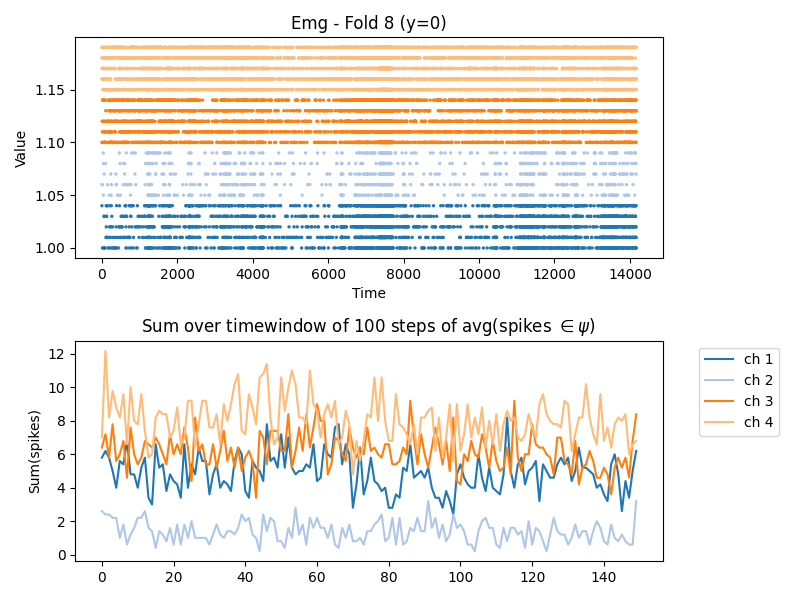 Emg - Fold 8 (y=0)
Value
1.15
1.10
1.05
1.00
0 2000 4000 6000 8000 10000 12000 14000
Time
Sum over timewindow of 100 steps of avg(spikes ∈ψ)
Sum(spikes)
12
10
8
6
4
2
0
0 20 40 60 80 100 120 140
ch 1
ch 2
ch 3
ch 4